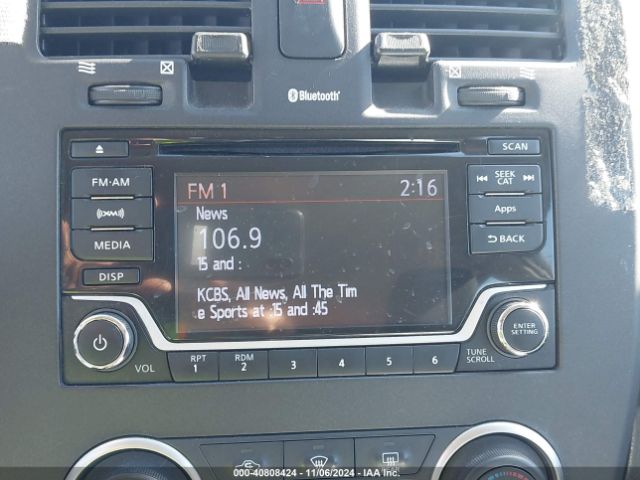 Bluetooth
SCAN
FM·AM
((XM))
MEDIA
DISP
FM 1 2:16
News
106.9
15 and :
KCBS, All News, All The Tim
e Sports at :15 and :45
SEEK
CAT
Apps
BACK
VOL
RPT
1
RDM
2
3
4
5
6
TUNE
SCROLL
ENTER
SETTING
000-40808424 - 11/06/2024 - IAA Inc.